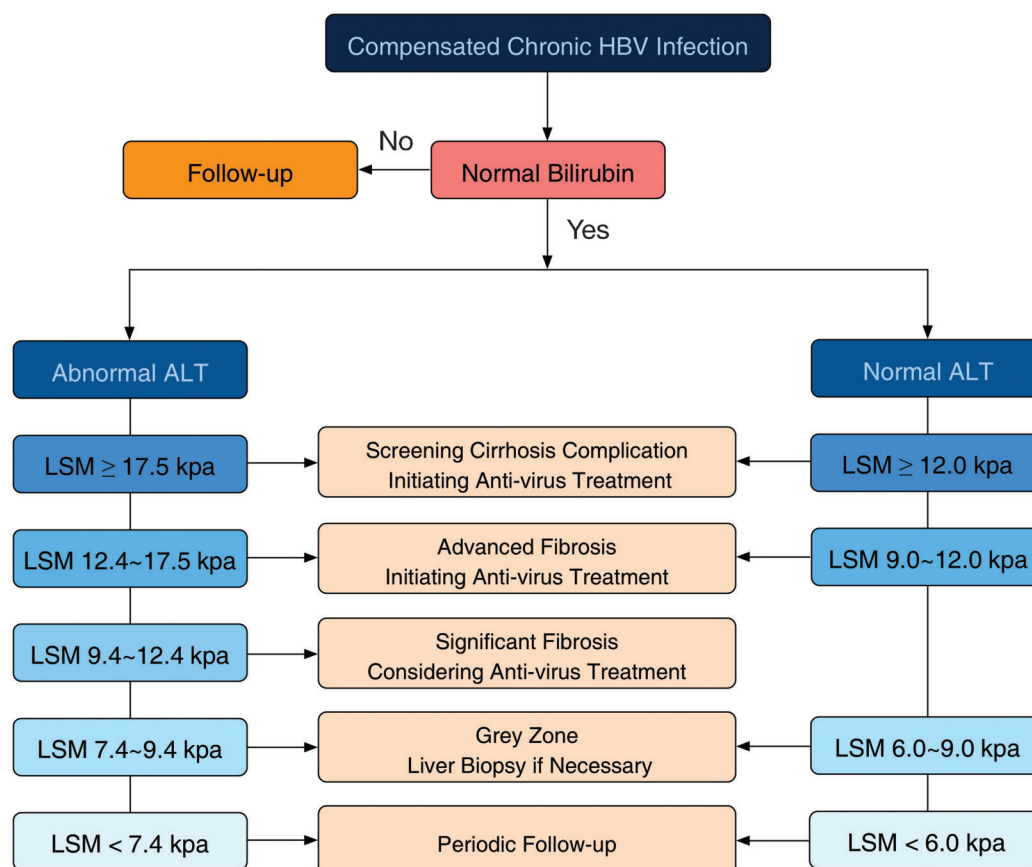 Compensated Chronic HBV Infection
No
Follow-up
Normal Bilirubin
Yes
Abnormal ALT
Normal ALT
LSM ≥ 17.5 kpa
Screening Cirrhosis Complication
Initiating Anti-virus Treatment
LSM ≥ 12.0 kpa
LSM 12.4~17.5 kpa
Advanced Fibrosis
Initiating Anti-virus Treatment
LSM 9.0~12.0 kpa
LSM 9.4~12.4 kpa
Significant Fibrosis
Considering Anti-virus Treatment
LSM 7.4~9.4 kpa
Grey Zone
Liver Biopsy if Necessary
LSM 6.0~9.0 kpa
LSM < 7.4 kpa
Periodic Follow-up
LSM < 6.0 kpa